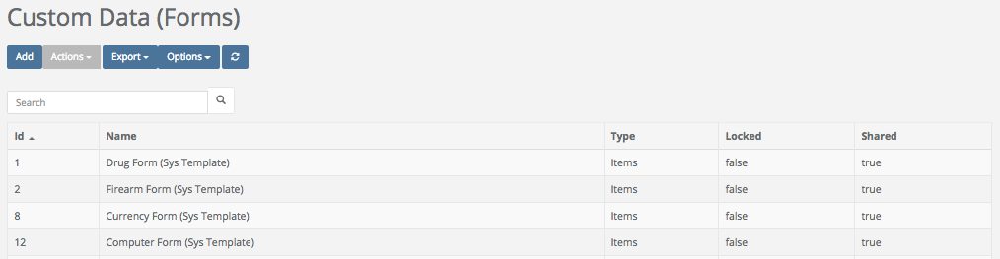 Custom Data (Forms)
Add Actions Export Options
Search
Id Name Type Locked Shared
1 Drug Form (Sys Template) Items false true
2 Firearm Form (Sys Template) Items false true
8 Currency Form (Sys Template) Items false true
12 Computer Form (Sys Template) Items false true